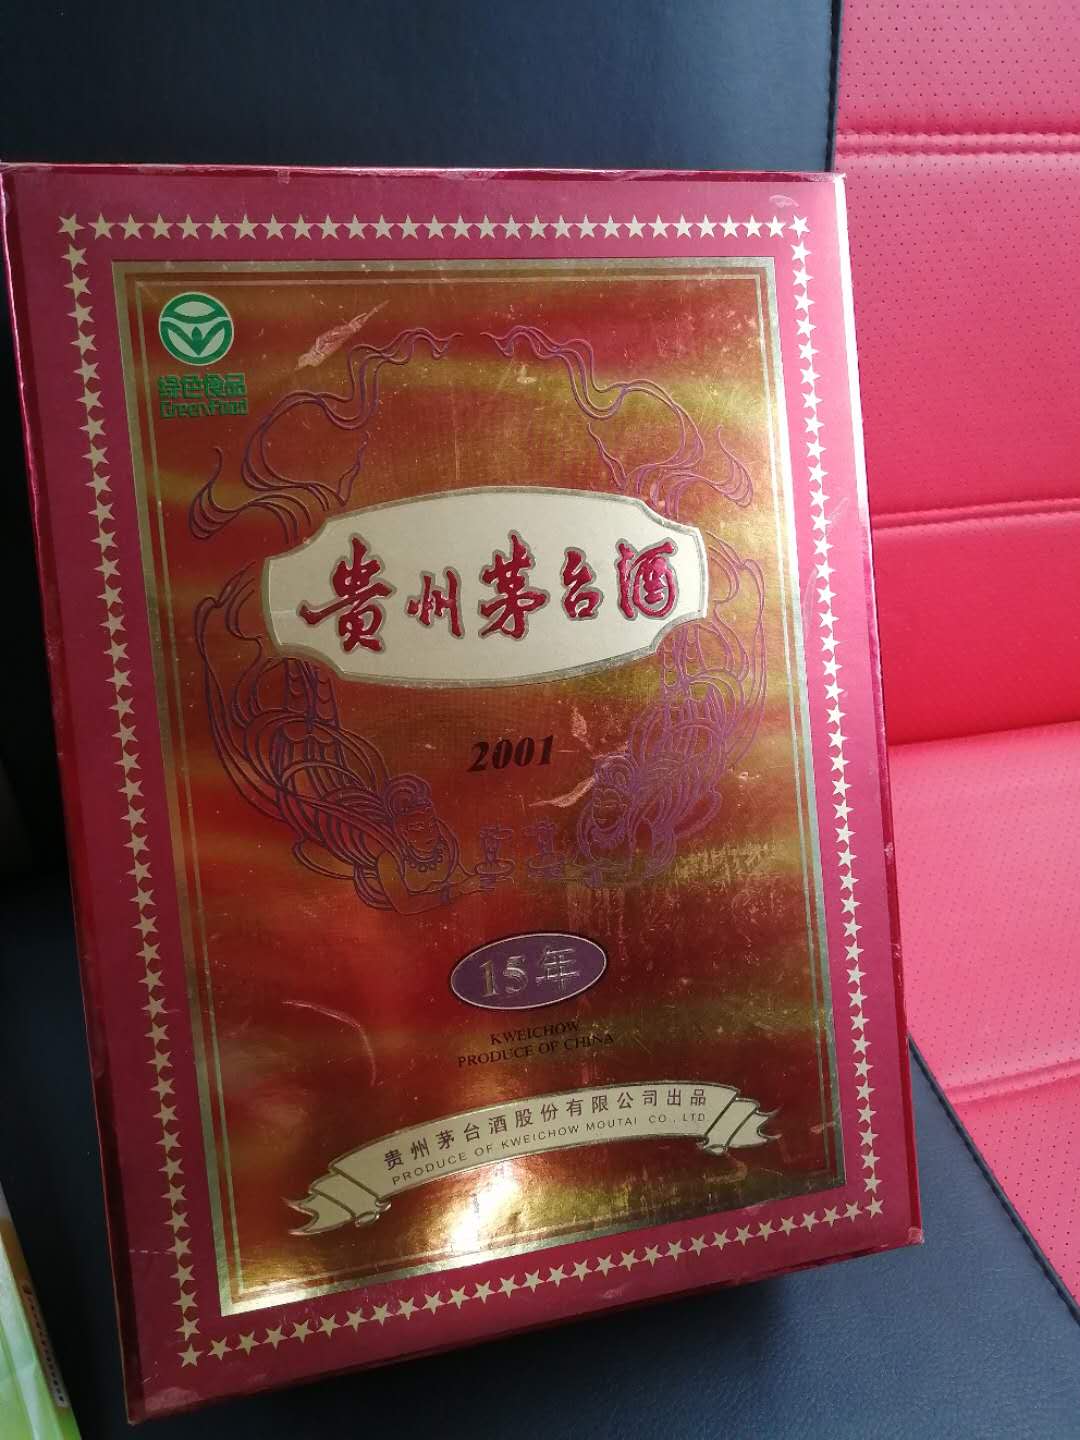 绿色食品
GreenFood
贵州茅台酒
2001
15年
KWEICHOW
PRODUCE OF CHINA
贵州茅台酒股份有限公司出品
PRODUCE OF KWEICHOW MOUTAI CO., LTD